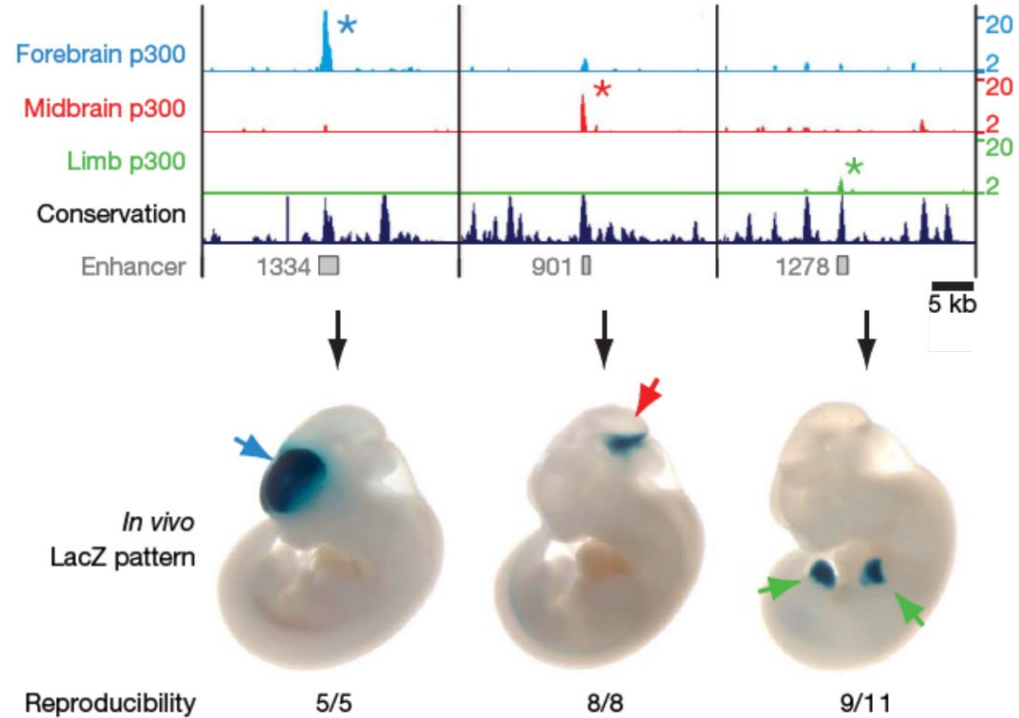 20
Forebrain p300
2
20
Midbrain p300
2
20
Limb p300
2
Conservation
Enhancer 1334 901 1278
5 kb
In vivo
LacZ pattern
Reproducibility 5/5 8/8 9/11